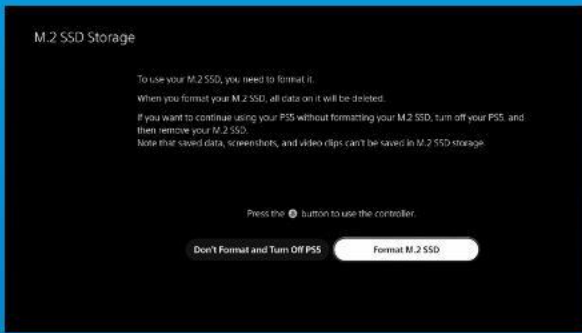 M.2 SSD Storage
To use your M.2 SSD, you need to format it.
When you format your M.2 SSD, all data on it will be deleted.
If you want to continue using your PS5 without formatting your M.2 SSD, turn off your PS5, and
then remove your M.2 SSD.
Note that saved data, screenshots, and video clips can't be saved in M.2 SSD storage.
Press the button to use the controller.
Don't Format and Turn Off PS5
Format M.2 SSD